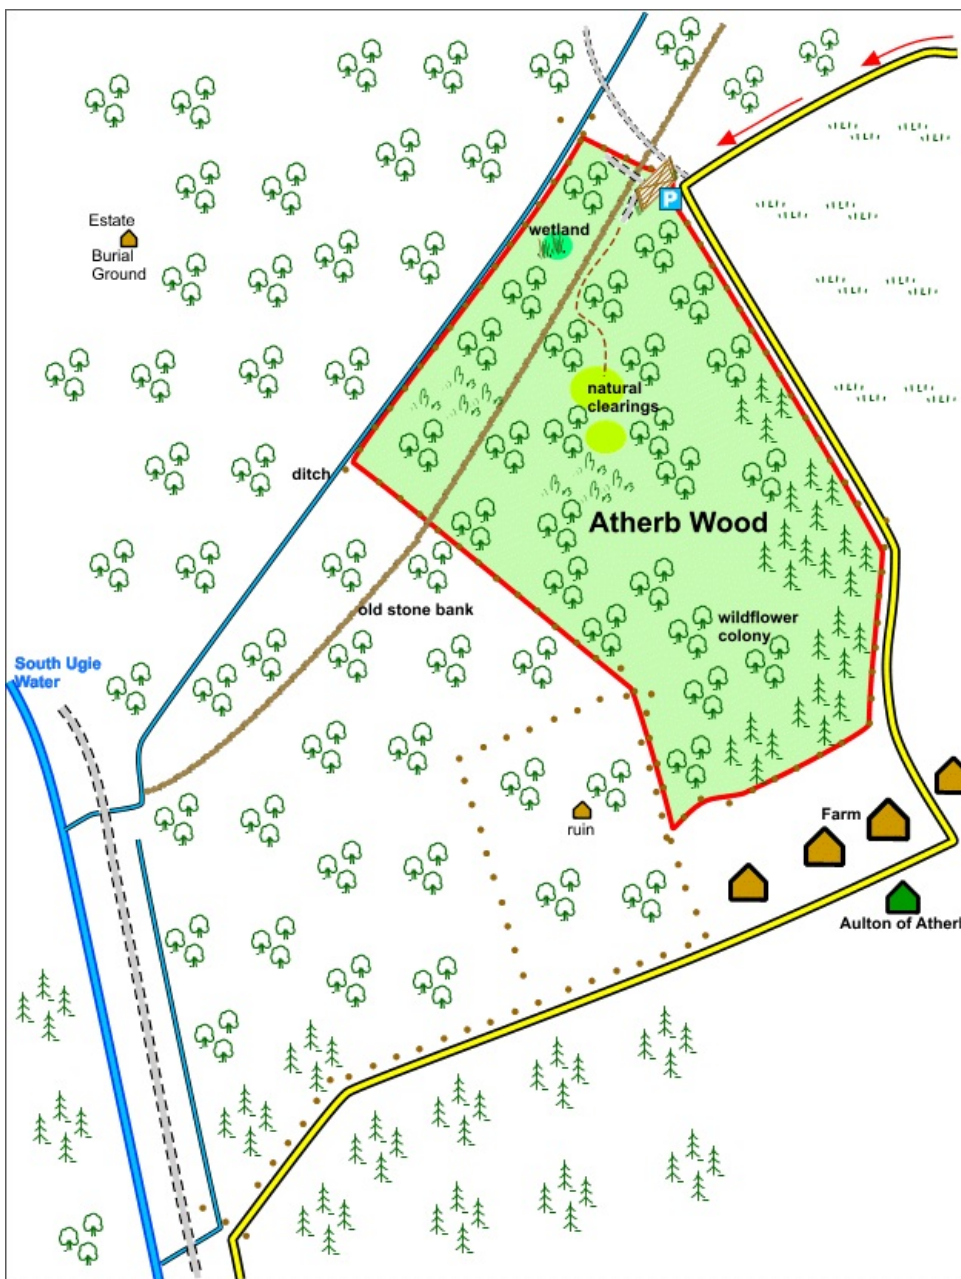 P
Estate
Burial
Ground
wetland
natural
clearings
ditch
Atherb Wood
old stone bank
wildflower
colony
South Ugie
Water
Farm
ruin
Aulton of Atherb